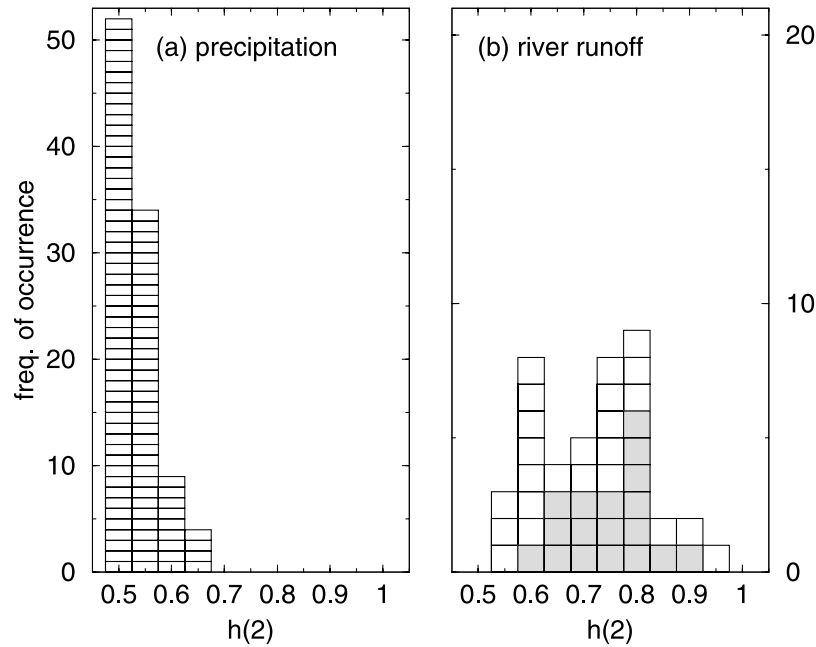 (a) precipitation
(b) river runoff
freq. of occurrence
50
40
30
20
10
0
20
10
0
0.5 0.6 0.7 0.8 0.9 1
0.5 0.6 0.7 0.8 0.9 1
h(2)
h(2)